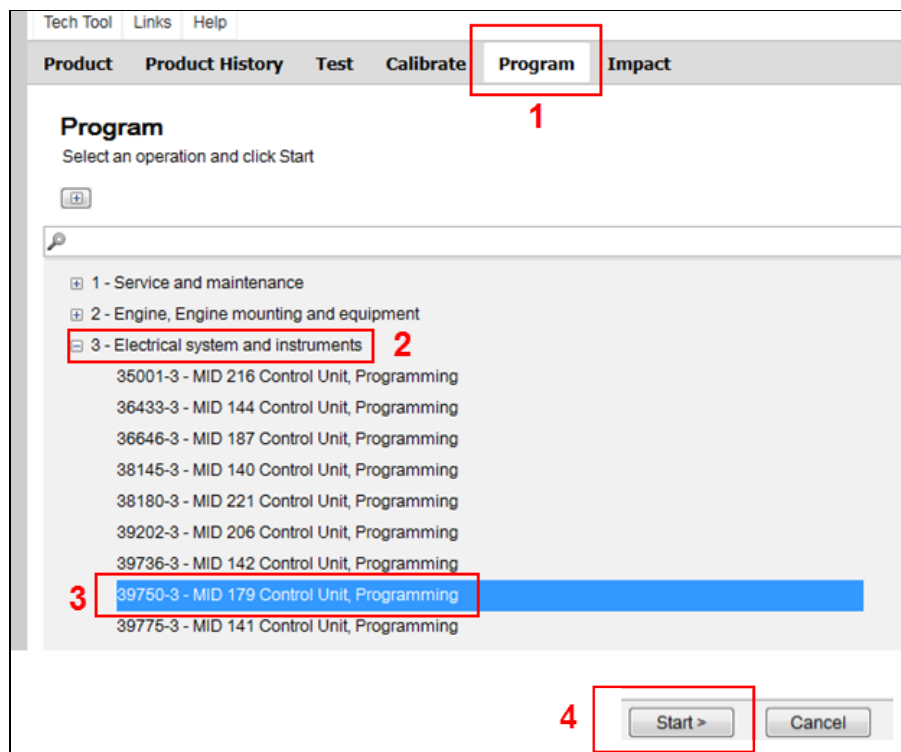 Tech Tool Links Help
Product Product History Test Calibrate Program Impact
1
Program
Select an operation and click Start
1 - Service and maintenance
2 - Engine, Engine mounting and equipment
3 - Electrical system and instruments 2
35001-3 - MID 216 Control Unit, Programming
36433-3 - MID 144 Control Unit, Programming
36646-3 - MID 187 Control Unit, Programming
38145-3 - MID 140 Control Unit, Programming
38180-3 - MID 221 Control Unit, Programming
39202-3 - MID 206 Control Unit, Programming
39736-3 - MID 142 Control Unit, Programming
3 39750-3 - MID 179 Control Unit, Programming
39775-3 - MID 141 Control Unit, Programming
4 Start > Cancel